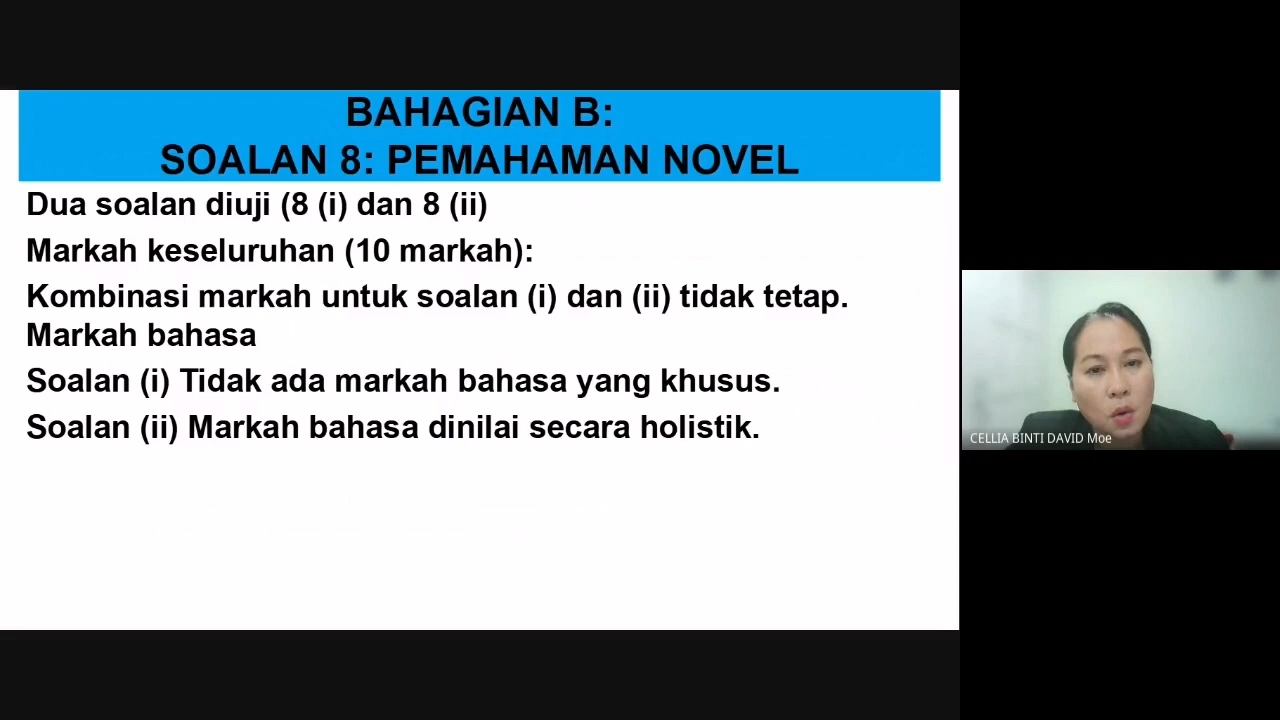 BAHAGIAN B:
SOALAN 8: PEMAHAMAN NOVEL
Dua soalan diuji (8 (i) dan 8 (ii)
Markah keseluruhan (10 markah):
Kombinasi markah untuk soalan (i) dan (ii) tidak tetap.
Markah bahasa
Soalan (i) Tidak ada markah bahasa yang khusus.
Soalan (ii) Markah bahasa dinilai secara holistik.
CELLIA BINTI DAVID Moe